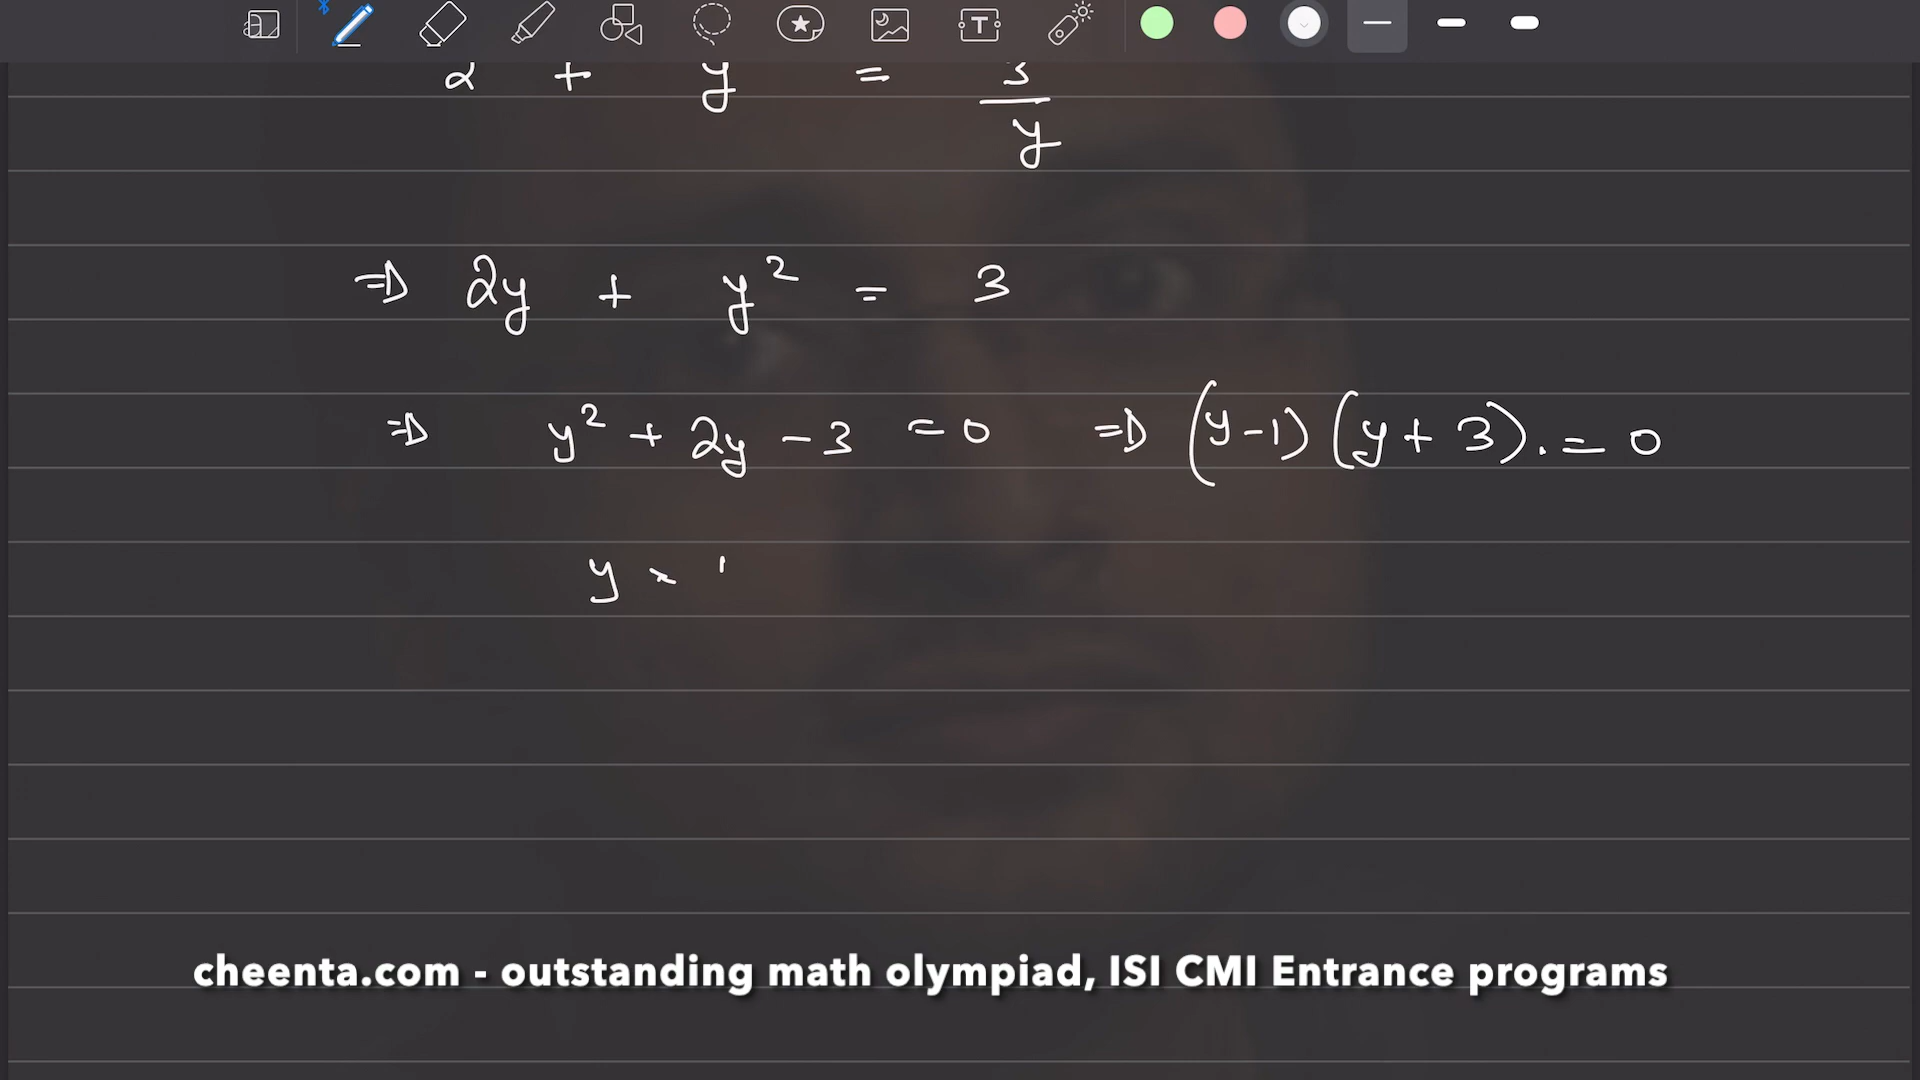 2 + y = 3/y
⇒ 2y + y² = 3
⇒ y² + 2y - 3 = 0 ⇒ (y-1)(y+3). = 0
y = 1
cheenta.com - outstanding math olympiad, ISI CMI Entrance programs